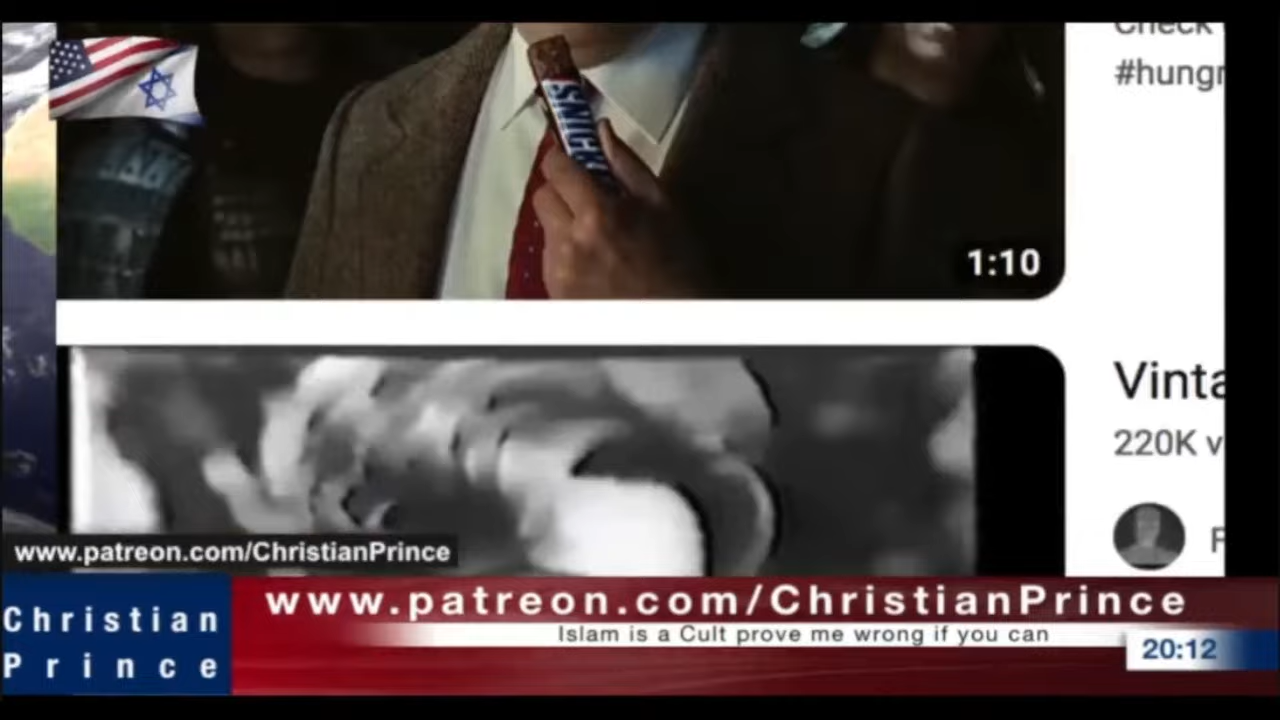 Check
#hungr
SNICK
1:10
Vinta
220K v
F
www.patreon.com/ChristianPrince
www.patreon.com/ChristianPrince
Christian
Prince
Islam is a Cult prove me wrong if you can
20:12